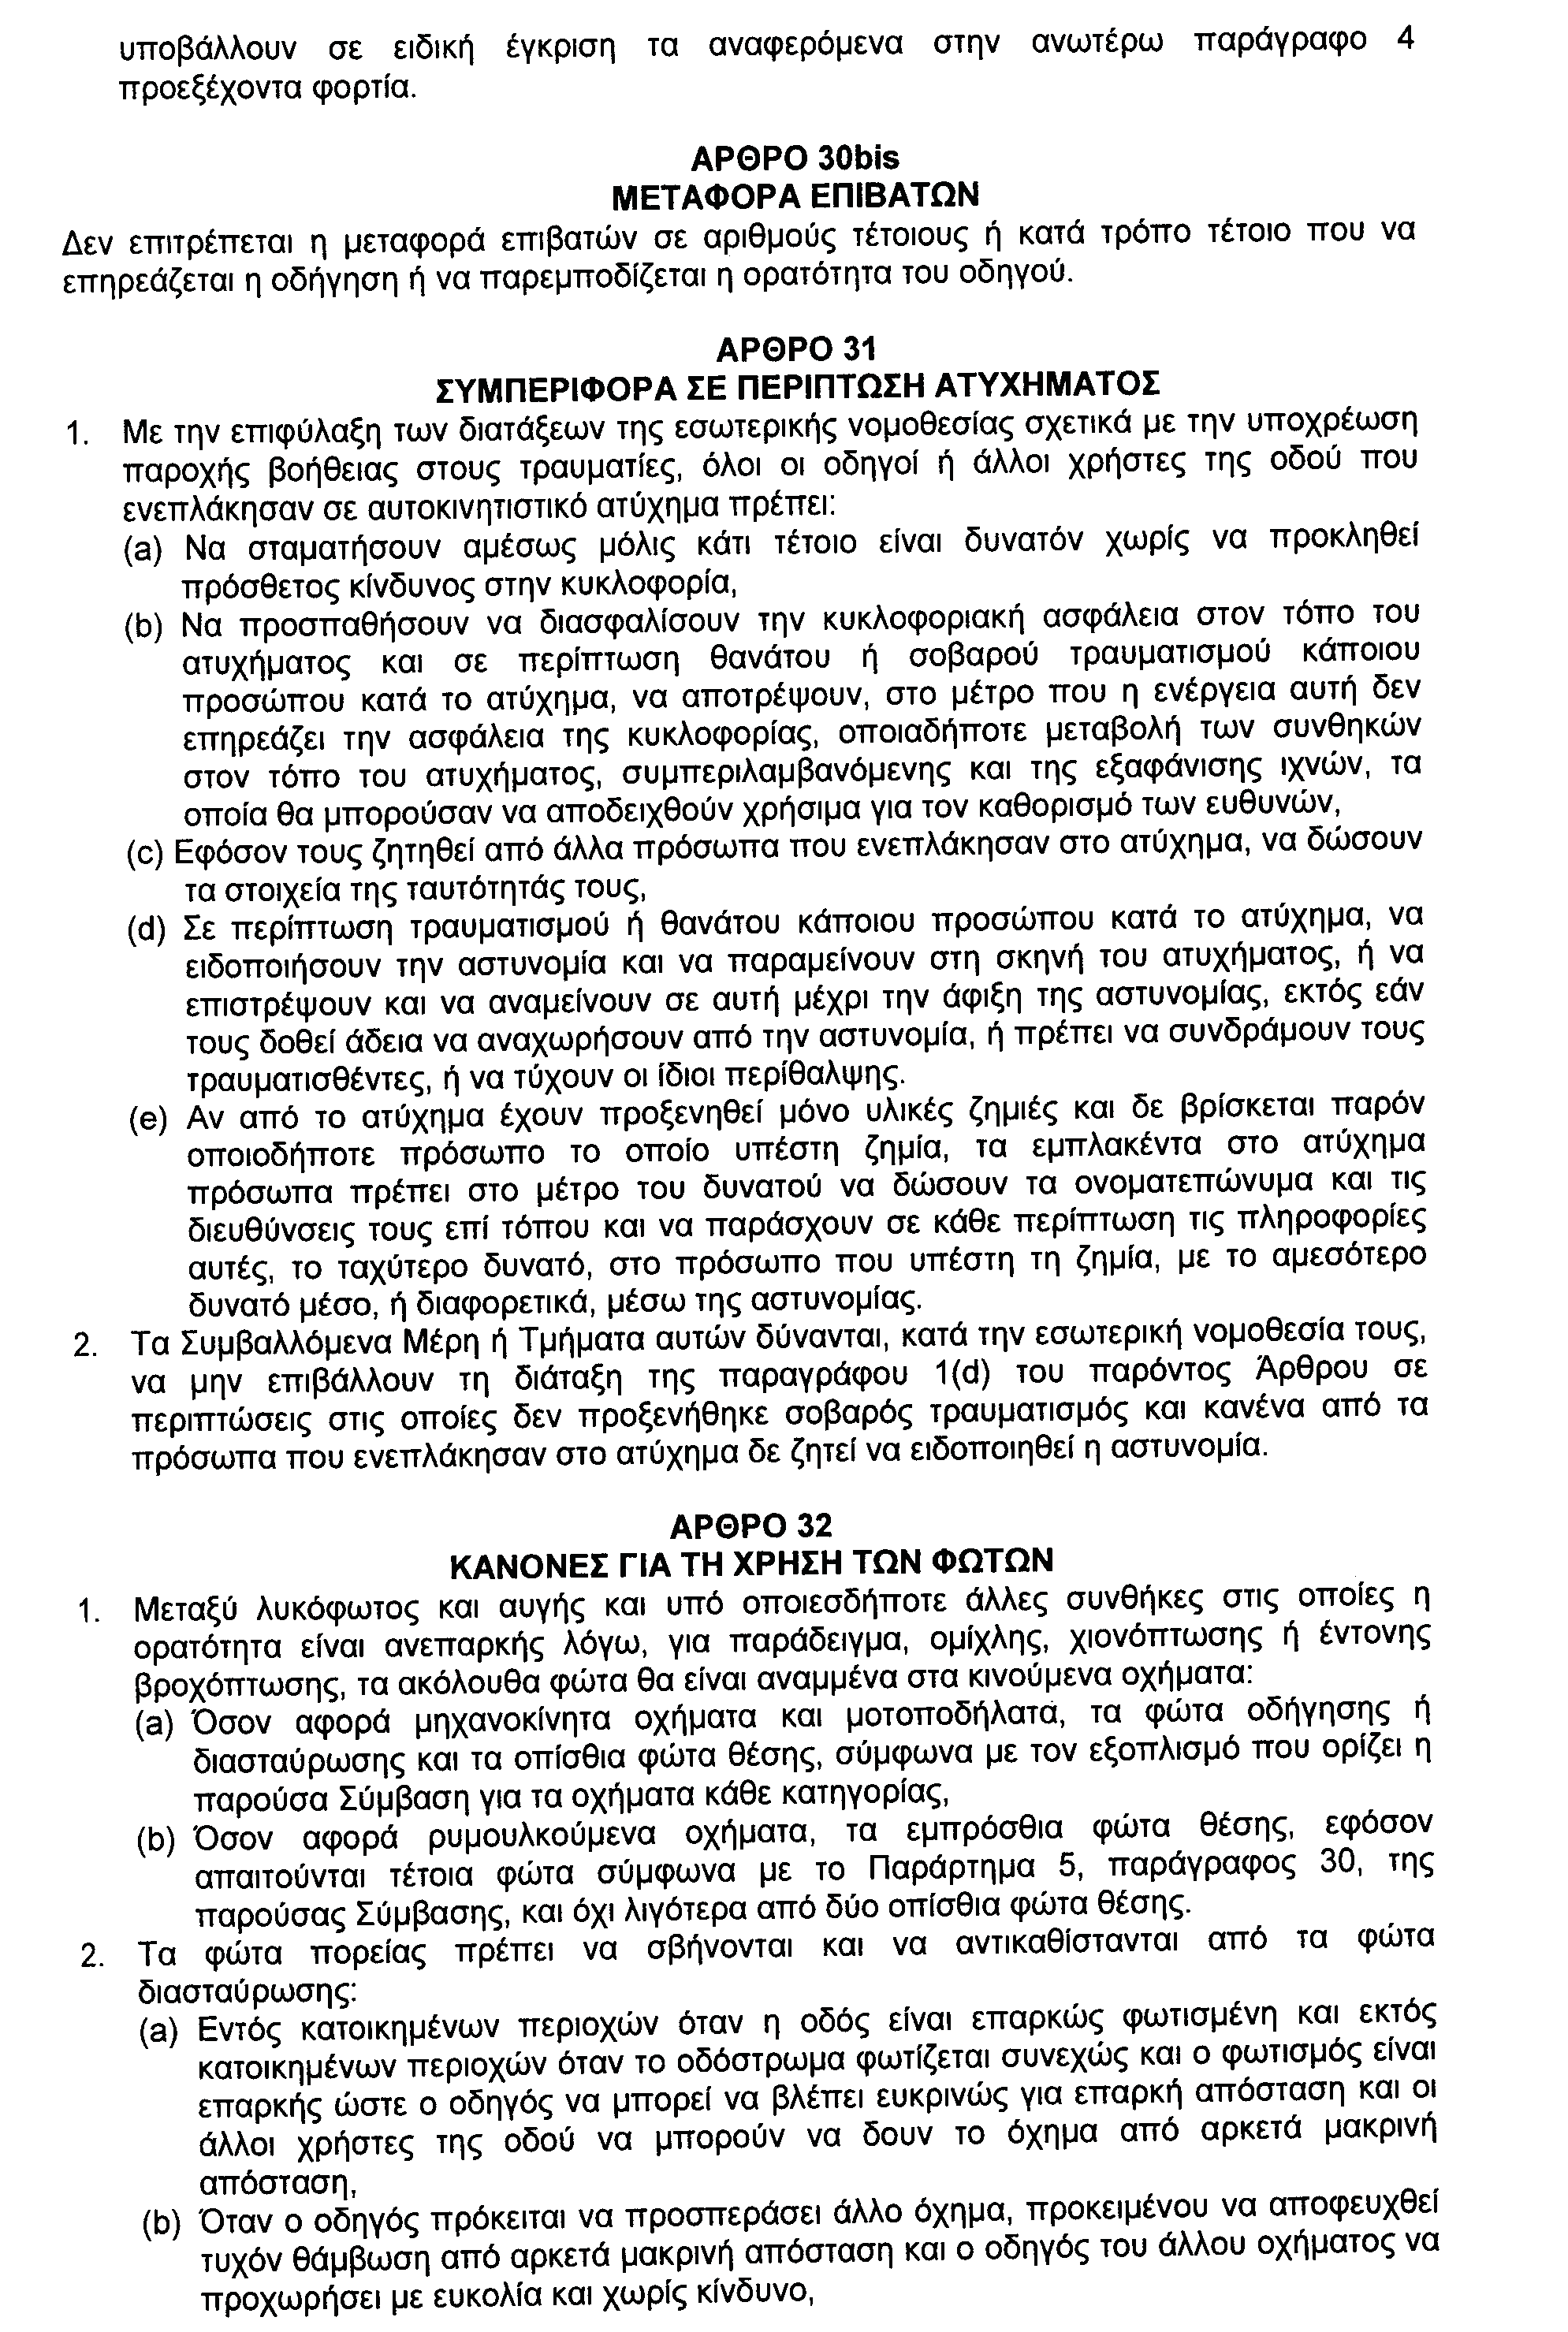 υποβάλλουν σε ειδική έγκριση τα αναφερόμενα στην ανωτέρω παράγραφο 4
προεξέχοντα φορτία.
ΑΡΘΡΟ 30bis
ΜΕΤΑΦΟΡΑ ΕΠΙΒΑΤΩΝ
Δεν επιτρέπεται η μεταφορά επιβατών σε αριθμούς τέτοιους ή κατά τρόπο τέτοιο που να
επηρεάζεται η οδήγηση ή να παρεμποδίζεται η ορατότητα του οδηγού.
ΑΡΘΡΟ 31
ΣΥΜΠΕΡΙΦΟΡΑ ΣΕ ΠΕΡΙΠΤΩΣΗ ΑΤΥΧΗΜΑΤΟΣ
1. Με την επιφύλαξη των διατάξεων της εσωτερικής νομοθεσίας σχετικά με την υποχρέωση
παροχής βοήθειας στους τραυματίες, όλοι οι οδηγοί ή άλλοι χρήστες της οδού που
ενεπλάκησαν σε αυτοκινητιστικό ατύχημα πρέπει:
(a) Να σταματήσουν αμέσως μόλις κάτι τέτοιο είναι δυνατόν χωρίς να προκληθεί
πρόσθετος κίνδυνος στην κυκλοφορία,
(b) Να προσπαθήσουν να διασφαλίσουν την κυκλοφοριακή ασφάλεια στον τόπο του
ατυχήματος και σε περίπτωση θανάτου ή σοβαρού τραυματισμού κάποιου
προσώπου κατά το ατύχημα, να αποτρέψουν, στο μέτρο που η ενέργεια αυτή δεν
επηρεάζει την ασφάλεια της κυκλοφορίας, οποιαδήποτε μεταβολή των συνθηκών
στον τόπο του ατυχήματος, συμπεριλαμβανόμενης και της εξαφάνισης ιχνών, τα
οποία θα μπορούσαν να αποδειχθούν χρήσιμα για τον καθορισμό των ευθυνών,
(c) Εφόσον τους ζητηθεί από άλλα πρόσωπα που ενεπλάκησαν στο ατύχημα, να δώσουν
τα στοιχεία της ταυτότητάς τους,
(d) Σε περίπτωση τραυματισμού ή θανάτου κάποιου προσώπου κατά το ατύχημα, να
ειδοποιήσουν την αστυνομία και να παραμείνουν στη σκηνή του ατυχήματος, ή να
επιστρέψουν και να αναμείνουν σε αυτή μέχρι την άφιξη της αστυνομίας, εκτός εάν
τους δοθεί άδεια να αναχωρήσουν από την αστυνομία, ή πρέπει να συνδράμουν τους
τραυματισθέντες, ή να τύχουν οι ίδιοι περίθαλψης.
(e) Αν από το ατύχημα έχουν προξενηθεί μόνο υλικές ζημιές και δε βρίσκεται παρόν
οποιοδήποτε πρόσωπο το οποίο υπέστη ζημία, τα εμπλακέντα στο ατύχημα
πρόσωπα πρέπει στο μέτρο του δυνατού να δώσουν τα ονοματεπώνυμα και τις
διευθύνσεις τους επί τόπου και να παράσχουν σε κάθε περίπτωση τις πληροφορίες
αυτές, το ταχύτερο δυνατό, στο πρόσωπο που υπέστη τη ζημία, με το αμεσότερο
δυνατό μέσο, ή διαφορετικά, μέσω της αστυνομίας.
2. Τα Συμβαλλόμενα Μέρη ή Τμήματα αυτών δύνανται, κατά την εσωτερική νομοθεσία τους,
να μην επιβάλλουν τη διάταξη της παραγράφου 1(d) του παρόντος Άρθρου σε
περιπτώσεις στις οποίες δεν προξενήθηκε σοβαρός τραυματισμός και κανένα από τα
πρόσωπα που ενεπλάκησαν στο ατύχημα δε ζητεί να ειδοποιηθεί η αστυνομία.
ΑΡΘΡΟ 32
ΚΑΝΟΝΕΣ ΓΙΑ ΤΗ ΧΡΗΣΗ ΤΩΝ ΦΩΤΩΝ
1. Μεταξύ λυκόφωτος και αυγής και υπό οποιεσδήποτε άλλες συνθήκες στις οποίες η
ορατότητα είναι ανεπαρκής λόγω, για παράδειγμα, ομίχλης, χιονόπτωσης ή έντονης
βροχόπτωσης, τα ακόλουθα φώτα θα είναι αναμμένα στα κινούμενα οχήματα:
(a) Όσον αφορά μηχανοκίνητα οχήματα και μοτοποδήλατα, τα φώτα οδήγησης ή
διασταύρωσης και τα οπίσθια φώτα θέσης, σύμφωνα με τον εξοπλισμό που ορίζει η
παρούσα Σύμβαση για τα οχήματα κάθε κατηγορίας,
(b) Όσον αφορά ρυμουλκούμενα οχήματα, τα εμπρόσθια φώτα θέσης, εφόσον
απαιτούνται τέτοια φώτα σύμφωνα με το Παράρτημα 5, παράγραφος 30, της
παρούσας Σύμβασης, και όχι λιγότερα από δύο οπίσθια φώτα θέσης.
2. Τα φώτα πορείας πρέπει να σβήνονται και να αντικαθίστανται από τα φώτα
διασταύρωσης:
(a) Εντός κατοικημένων περιοχών όταν η οδός είναι επαρκώς φωτισμένη και εκτός
κατοικημένων περιοχών όταν το οδόστρωμα φωτίζεται συνεχώς και ο φωτισμός είναι
επαρκής ώστε ο οδηγός να μπορεί να βλέπει ευκρινώς για επαρκή απόσταση και οι
άλλοι χρήστες της οδού να μπορούν να δουν το όχημα από αρκετά μακρινή
απόσταση,
(b) Όταν ο οδηγός πρόκειται να προσπεράσει άλλο όχημα, προκειμένου να αποφευχθεί
τυχόν θάμβωση από αρκετά μακρινή απόσταση και ο οδηγός του άλλου οχήματος να
προχωρήσει με ευκολία και χωρίς κίνδυνο,